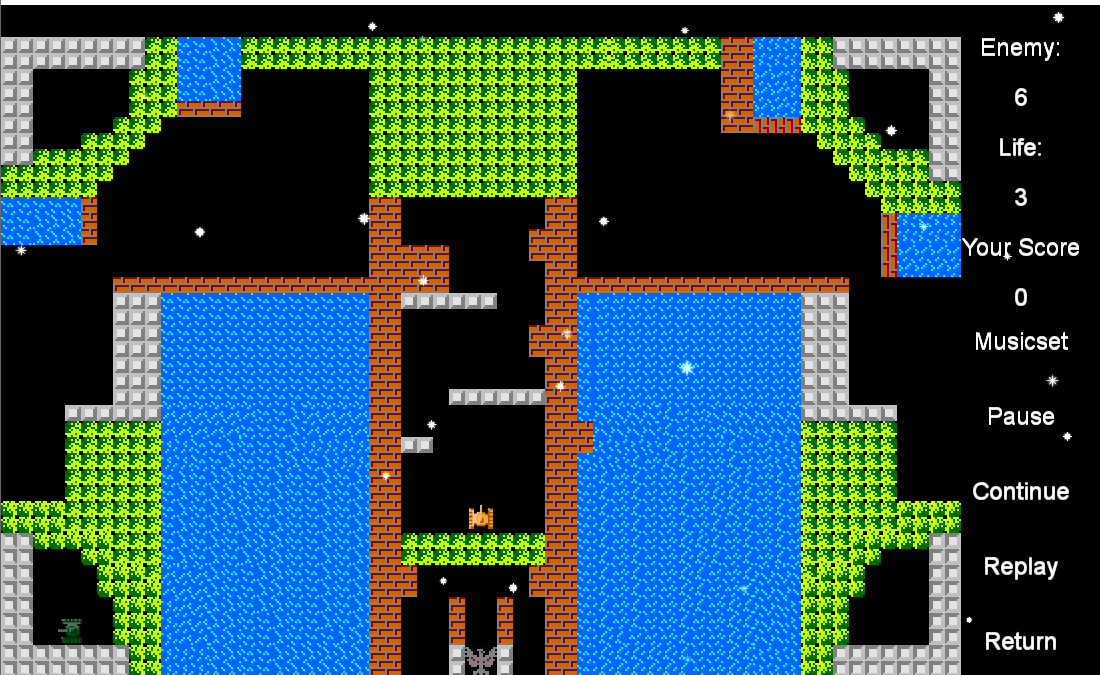 Enemy:
6
Life:
3
Your Score
0
Musicset
Pause
Continue
Replay
Return